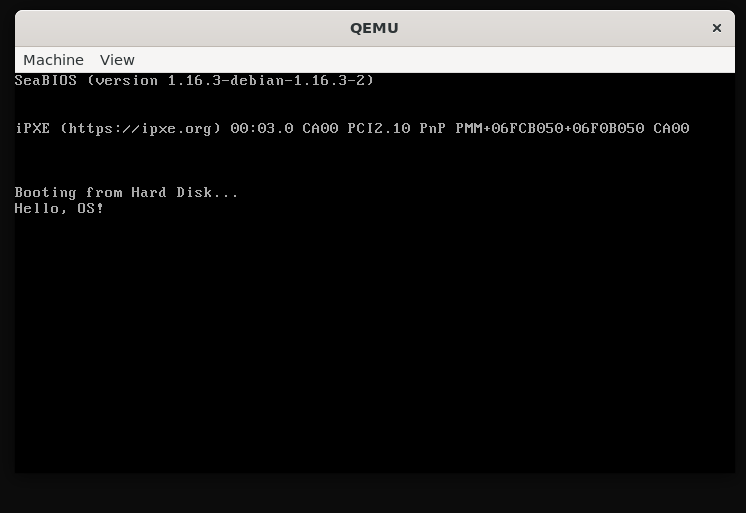 QEMU
Machine View
SeaBIOS (version 1.16.3-debian-1.16.3-2)
iPXE (https://ipxe.org) 00:03.0 CA00 PCI2.10 PnP PMM+06FCB050+06F0B050 CA00
Booting from Hard Disk...
Hello, OS!